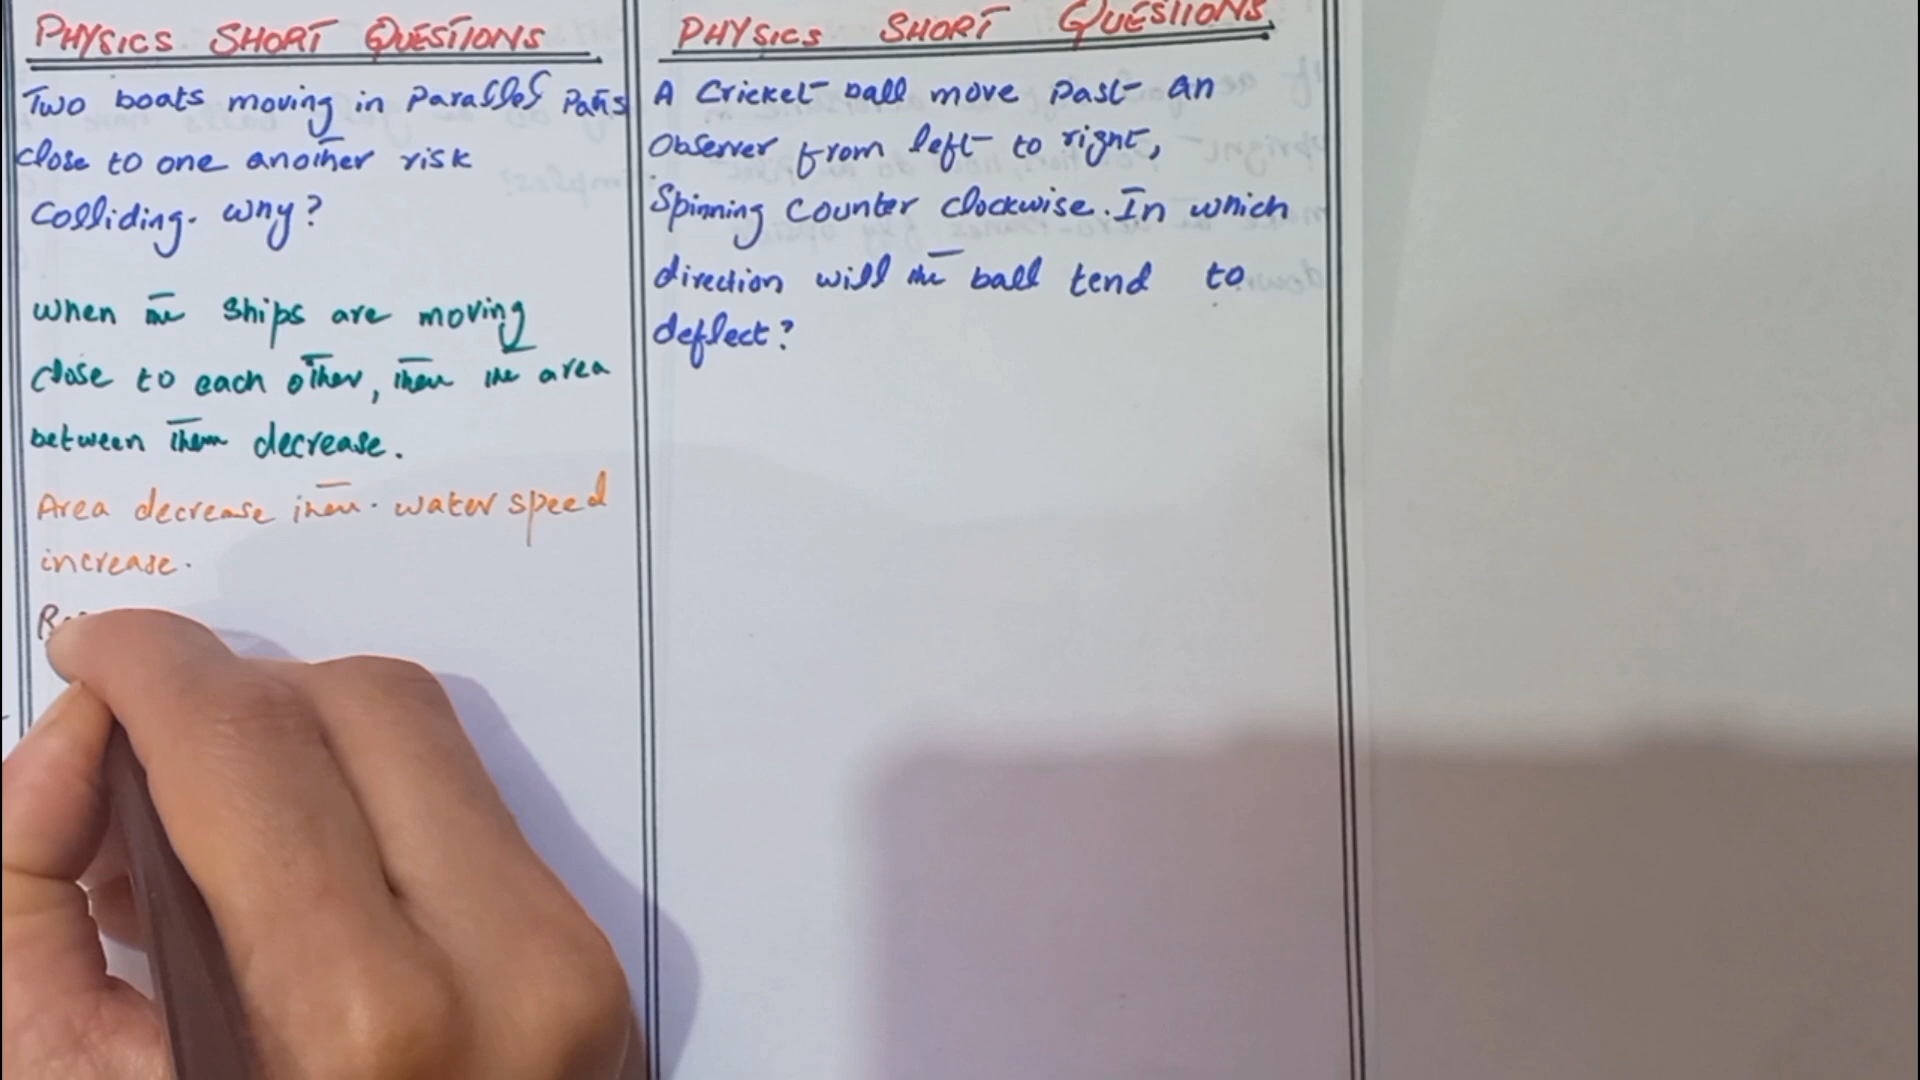 PHYSICS SHORT QUESTIONS
Two boats moving in Parallel Paths
close to one another risk
Colliding. why?
when the ships are moving
close to each other, then the area
between them decrease.
Area decrease then. water speed
increase.
PHYSICS SHORT QUESTIONS
A Cricket ball move Past an
Observer from left to right,
Spinning Counter clockwise. In which
direction will the ball tend to
deflect?